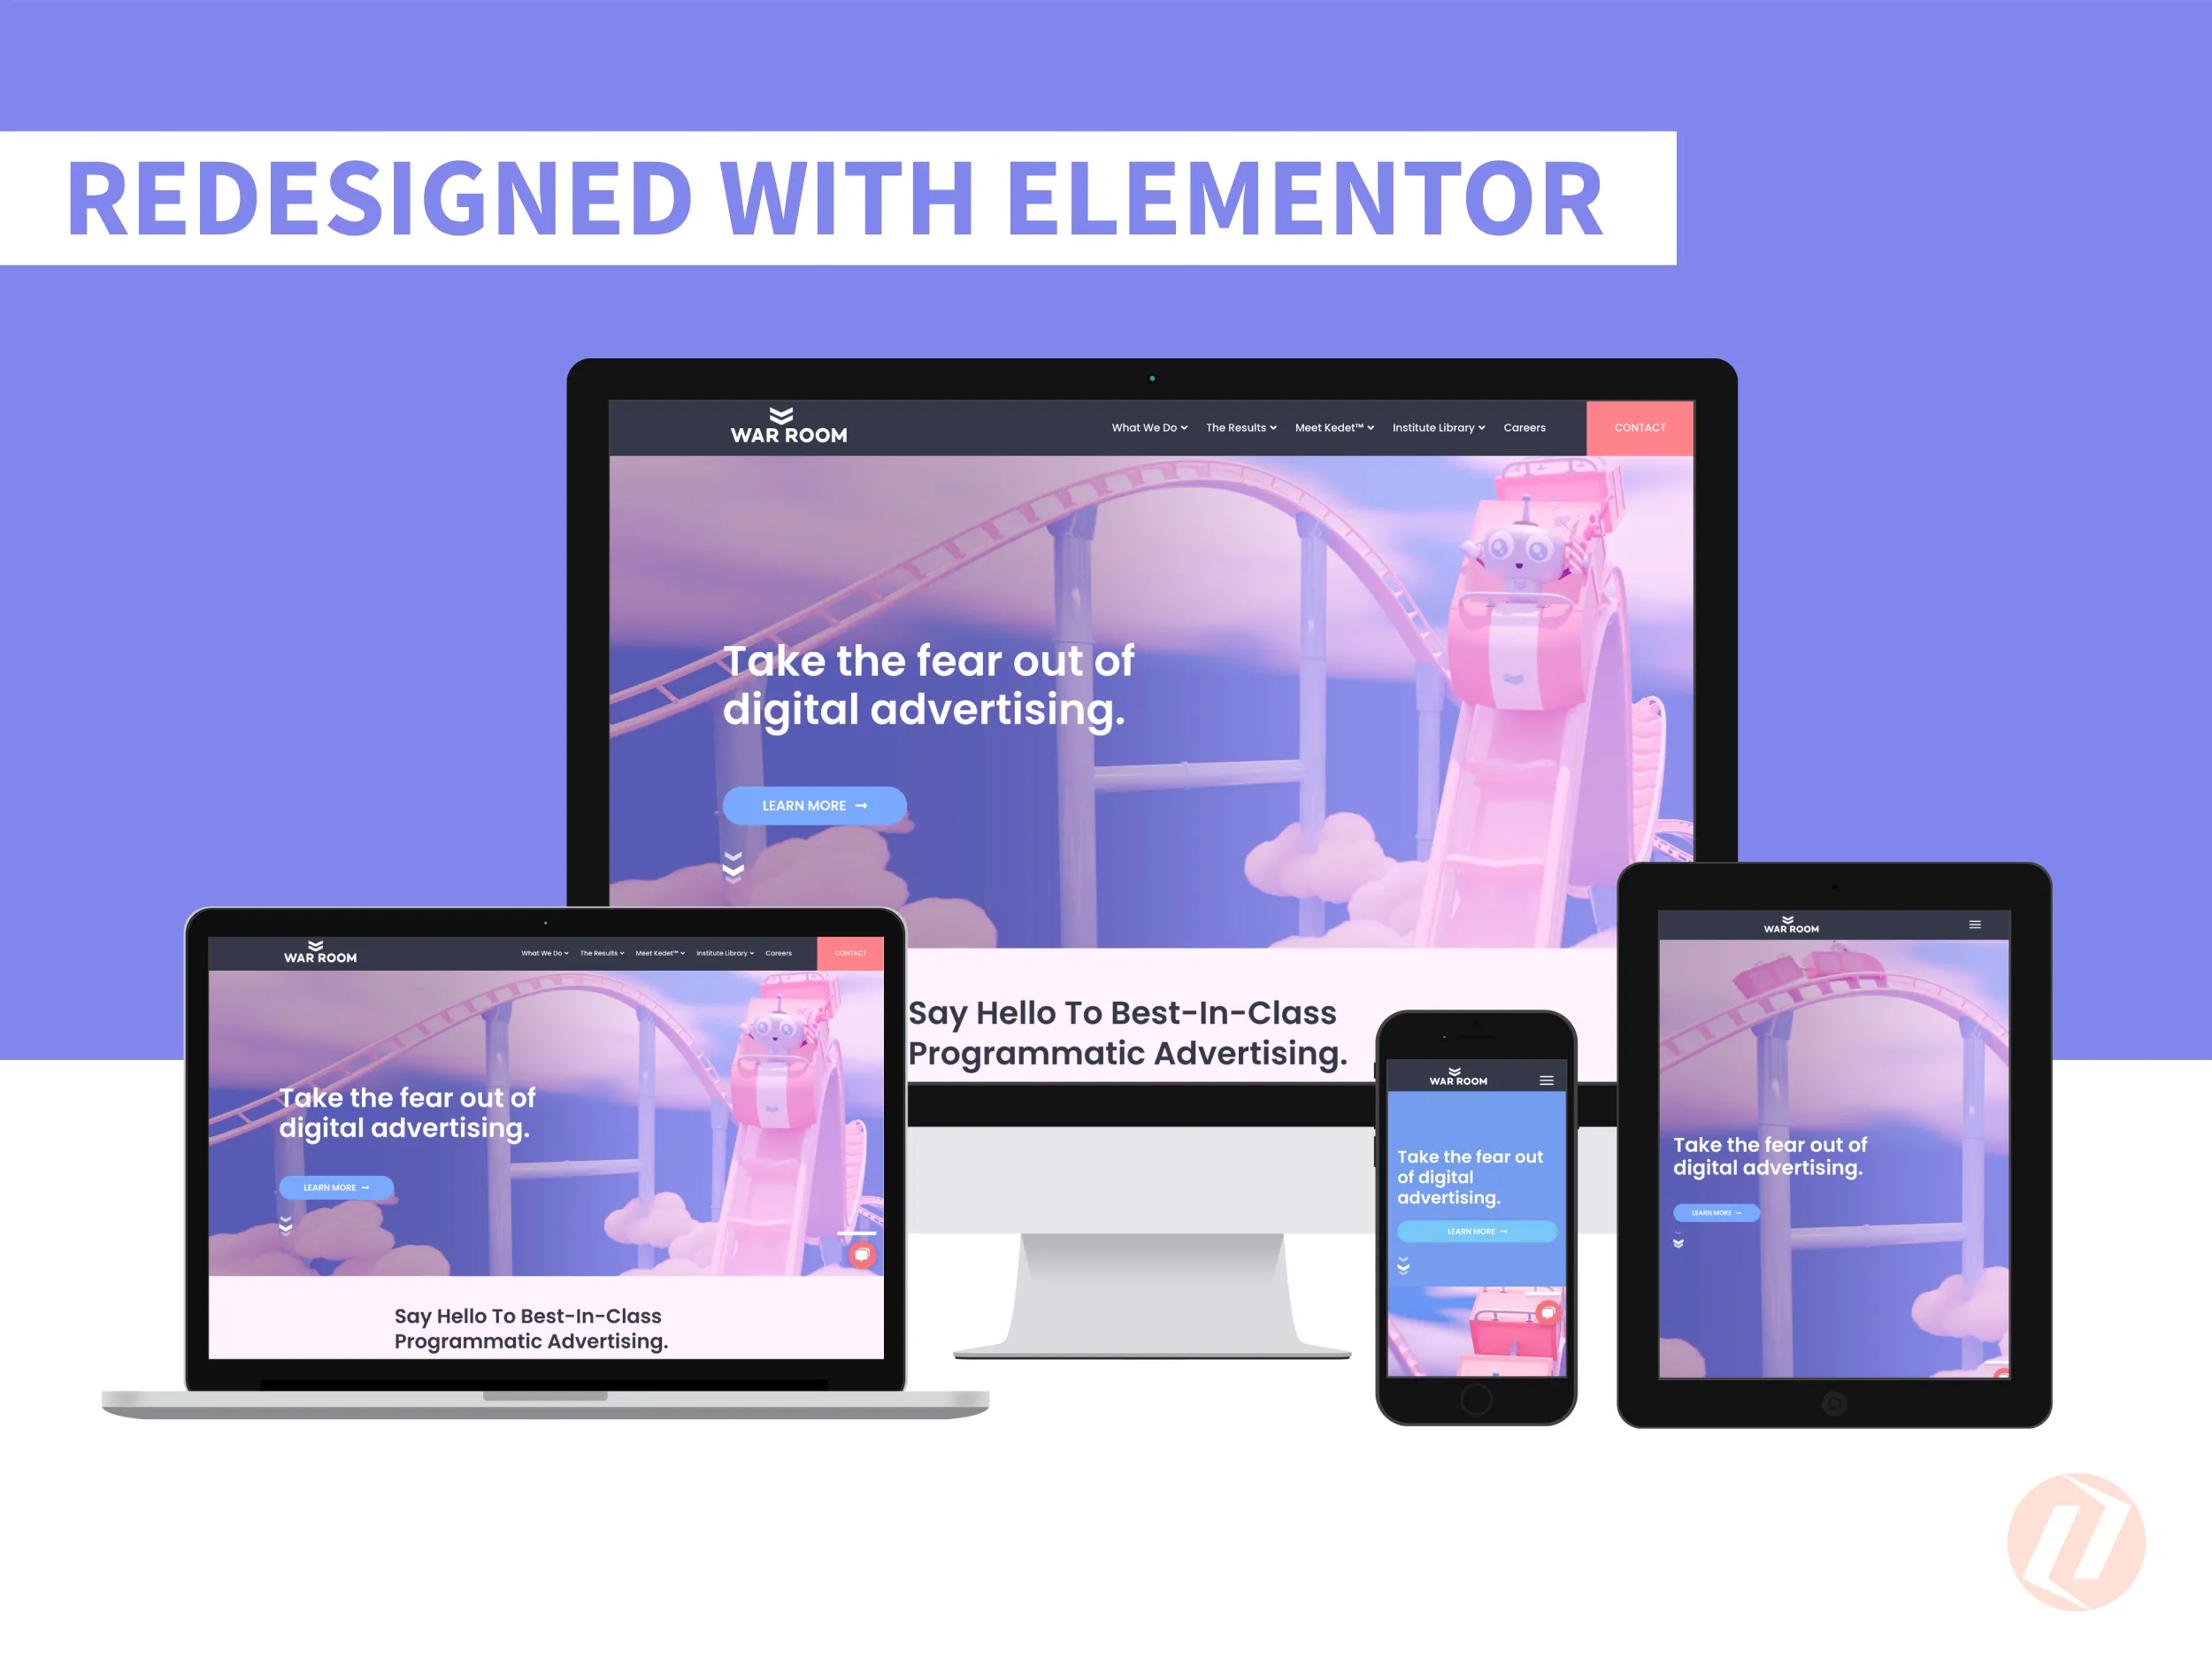 REDESIGNED WITH ELEMENTOR
WAR ROOM
What We Do
The Results
Meet Kedet™
Institute Library
Careers
CONTACT
Take the fear out of
digital advertising.
LEARN MORE
Say Hello To Best-In-Class
Programmatic Advertising.
WAR ROOM
What We Do
The Results
Meet Kedet™
Institute Library
Careers
CONTACT
Take the fear out of
digital advertising.
LEARN MORE
Say Hello To Best-In-Class
Programmatic Advertising.
WAR ROOM
Take the fear out
of digital
advertising.
LEARN MORE
WAR ROOM
Take the fear out of
digital advertising.
LEARN MORE